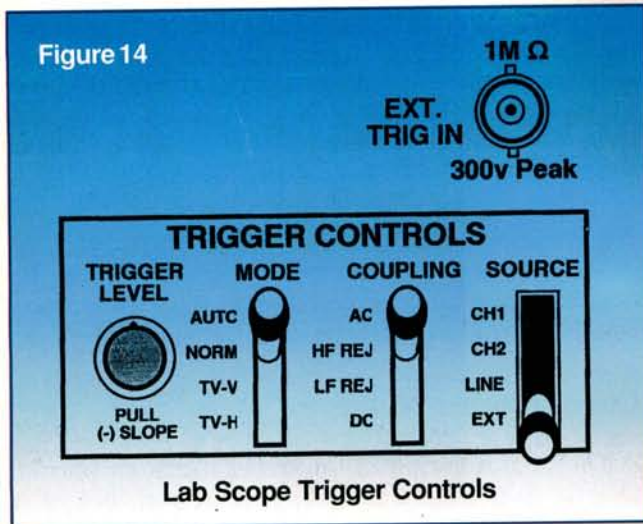 Figure 14
1M Ω
EXT.
TRIG IN
300v Peak
TRIGGER CONTROLS
TRIGGER
LEVEL
MODE
COUPLING
SOURCE
AUTC
NORM
TV-V
TV-H
AC
HF REJ
LF REJ
DC
CH1
CH2
LINE
EXT
PULL
(-) SLOPE
Lab Scope Trigger Controls